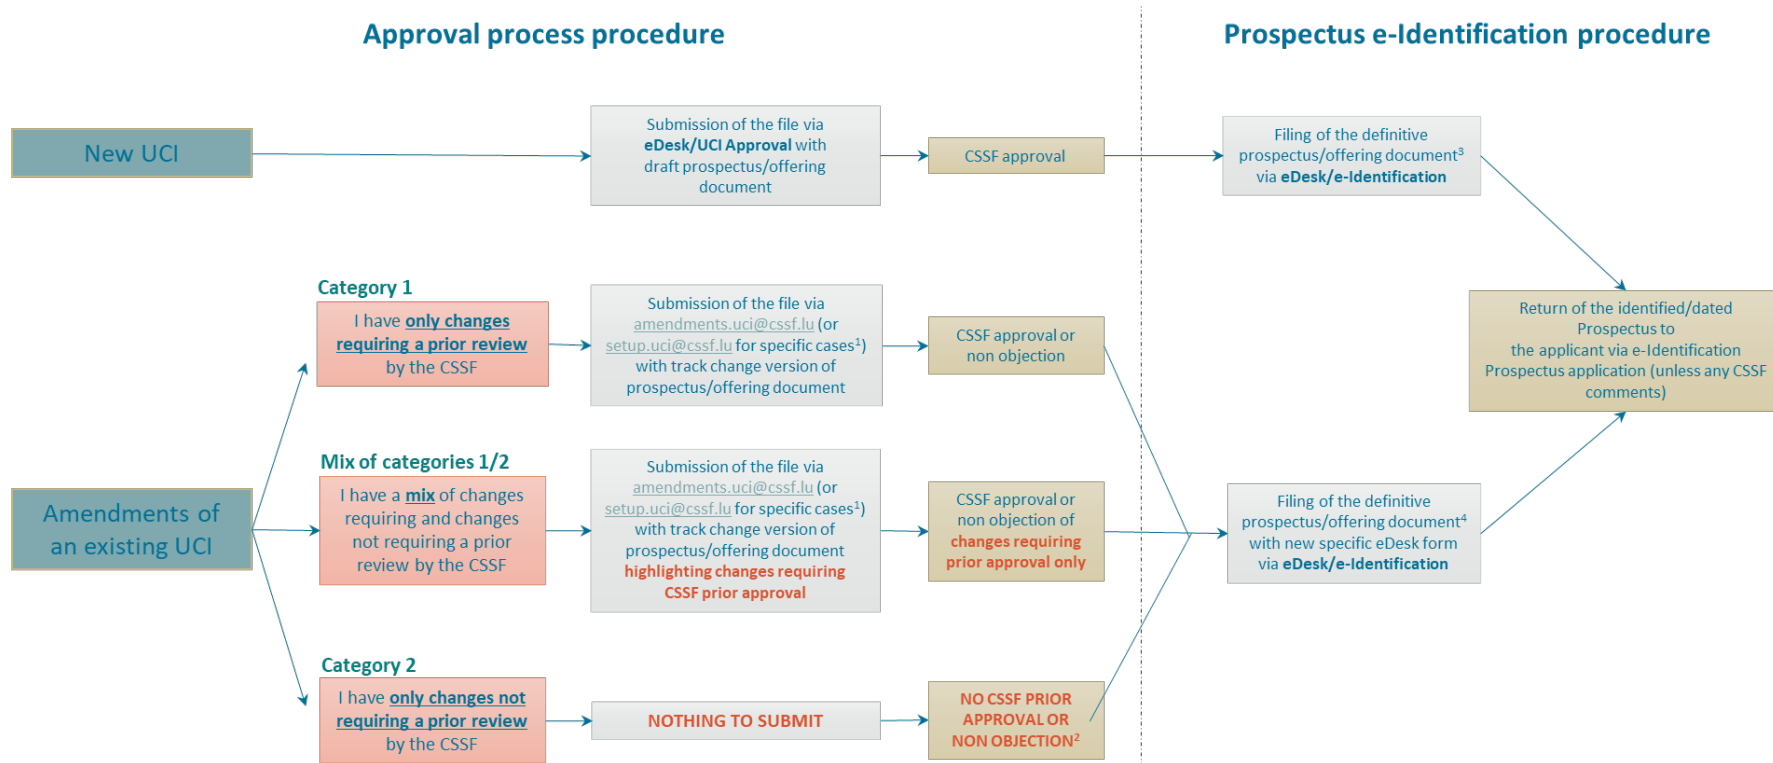 Approval process procedure
Prospectus e-Identification procedure
New UCI
Submission of the file via
eDesk/UCI Approval with
draft prospectus/offering
document
CSSF approval
Filing of the definitive
prospectus/offering document³
via eDesk/e-Identification
Category 1
I have only changes
requiring a prior review
by the CSSF
Submission of the file via
amendments.uci@cssf.lu (or
setup.uci@cssf.lu for specific cases¹)
with track change version of
prospectus/offering document
CSSF approval or
non objection
Return of the identified/dated
Prospectus to
the applicant via e-Identification
Prospectus application (unless any CSSF
comments)
Amendments of
an existing UCI
Mix of categories 1/2
I have a mix of changes
requiring and changes
not requiring a prior
review by the CSSF
Submission of the file via
amendments.uci@cssf.lu (or
setup.uci@cssf.lu for specific cases¹)
with track change version of
prospectus/offering document
highlighting changes requiring
CSSF prior approval
CSSF approval or
non objection of
changes requiring
prior approval only
Filing of the definitive
prospectus/offering document⁴
with new specific eDesk form
via eDesk/e-Identification
Category 2
I have only changes not
requiring a prior review
by the CSSF
NOTHING TO SUBMIT
NO CSSF PRIOR
APPROVAL OR
NON OBJECTION²